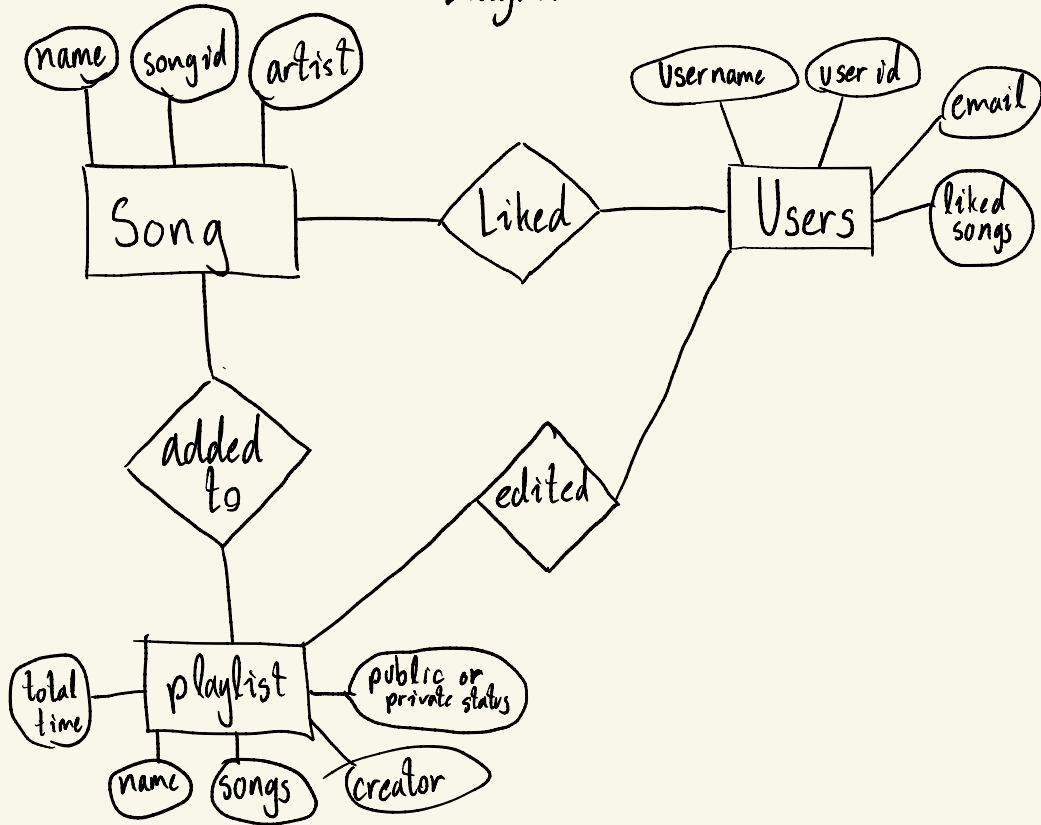 name
songid
artist
Username
user id
email
liked
songs
Song
Liked
Users
added
to
edited
total
time
playlist
public or
private status
name
songs
creator